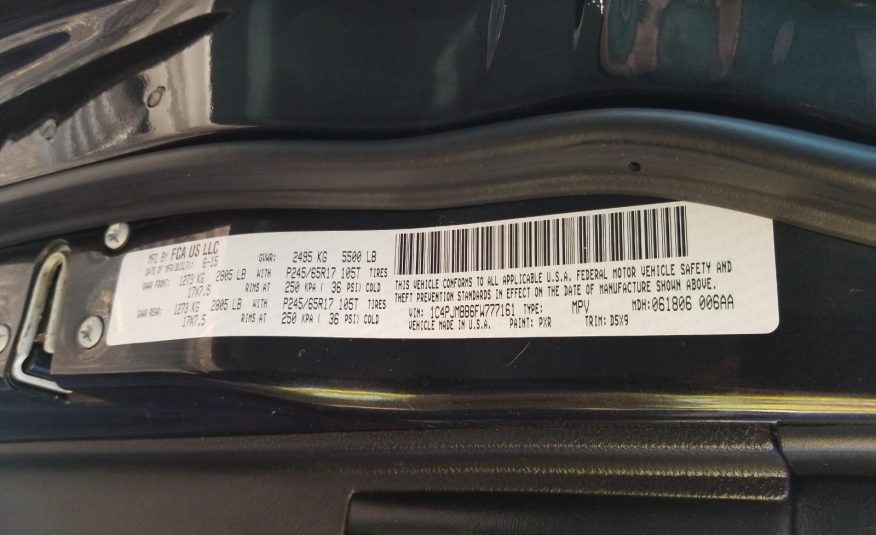 MFD BY FCA US LLC
DATE OF MFR(BUILT): 6-15 GVWR: 2495 KG 5500 LB
GAWR FRONT: 1273 KG 2805 LB WITH P245/65R17 105T TIRES
17X7.5 RIMS AT 250 KPA ( 36 PSI) COLD
GAWR REAR: 1273 KG 2805 LB WITH P245/65R17 105T TIRES
17X7.5 RIMS AT 250 KPA ( 36 PSI) COLD
THIS VEHICLE CONFORMS TO ALL APPLICABLE U.S.A. FEDERAL MOTOR VEHICLE SAFETY AND
THEFT PREVENTION STANDARDS IN EFFECT ON THE DATE OF MANUFACTURE SHOWN ABOVE.
VIN: 1C4PJMBB6FW777161 TYPE: MPV MDH:061806 006AA
VEHICLE MADE IN U.S.A. PAINT: PXR TRIM: D5X9